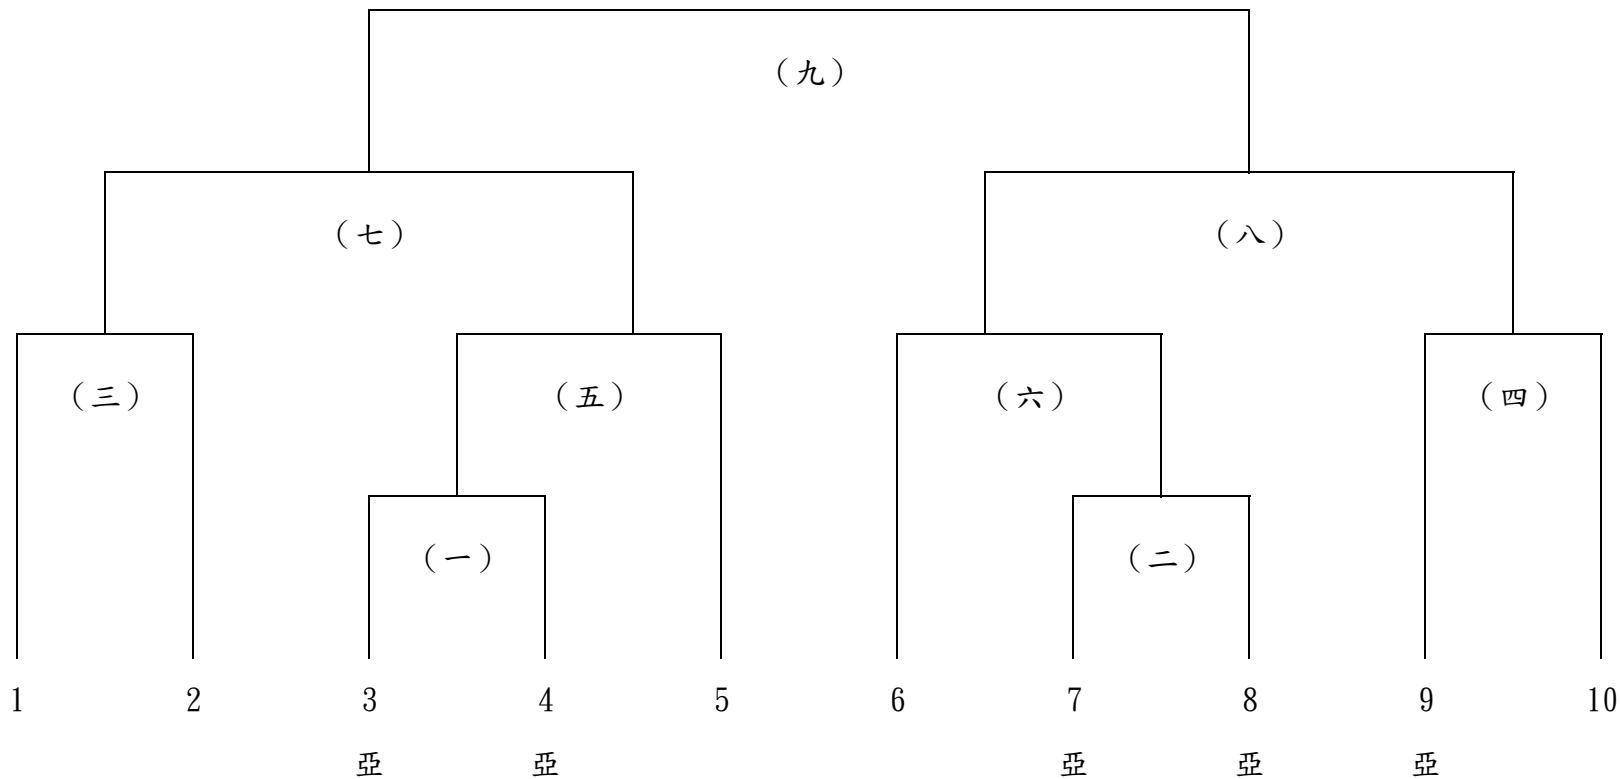 （九）
（七） （八）
（三） （五） （六） （四）
（一） （二）
1 2 3 4 5 6 7 8 9 10
亞 亞 亞 亞 亞